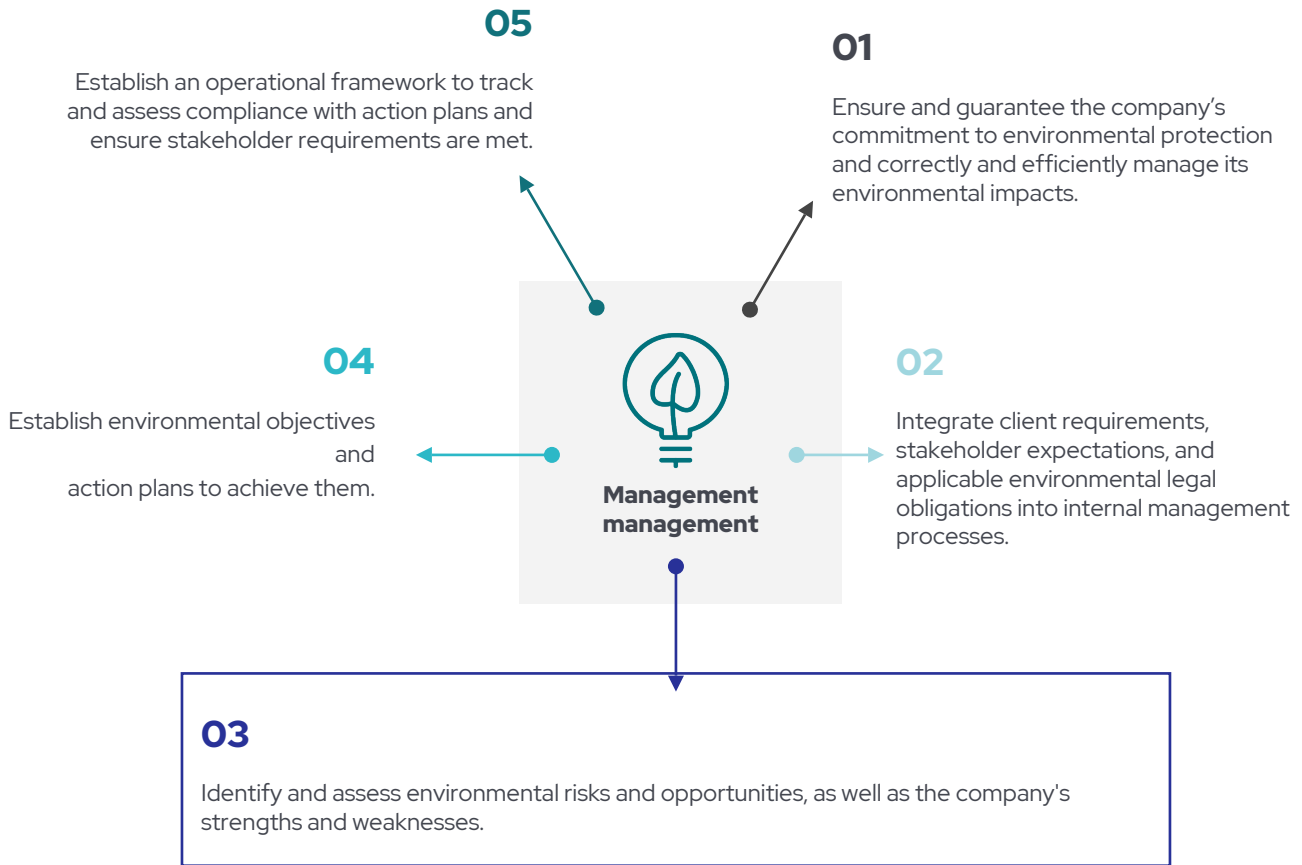 05
Establish an operational framework to track
and assess compliance with action plans and
ensure stakeholder requirements are met.
01
Ensure and guarantee the company’s
commitment to environmental protection
and correctly and efficiently manage its
environmental impacts.
04
Establish environmental objectives
and
action plans to achieve them.
Management
management
02
Integrate client requirements,
stakeholder expectations, and
applicable environmental legal
obligations into internal management
processes.
03
Identify and assess environmental risks and opportunities, as well as the company's
strengths and weaknesses.